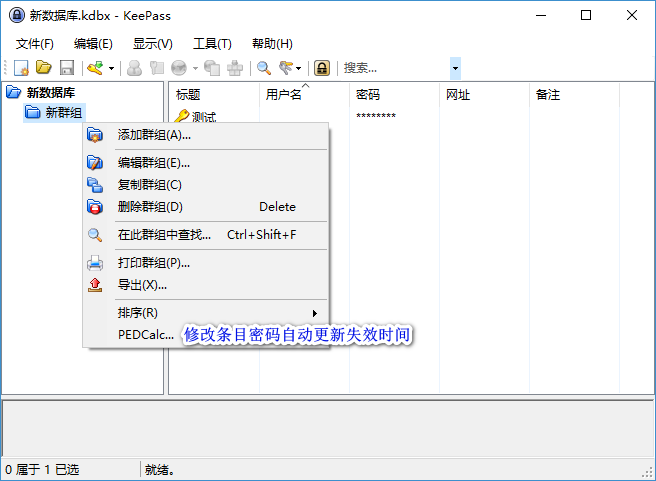 新数据库.kdbx - KeePass
文件(F) 编辑(E) 显示(V) 工具(T) 帮助(H)
搜索...
新数据库
新群组
标题 用户名 密码 网址 备注
测试 ********
添加群组(A)...
编辑群组(E)...
复制群组(C)
删除群组(D) Delete
在此群组中查找... Ctrl+Shift+F
打印群组(P)...
导出(X)...
排序(R)
PEDCalc... 修改条目密码自动更新失效时间
0 属于 1 已选 就绪。